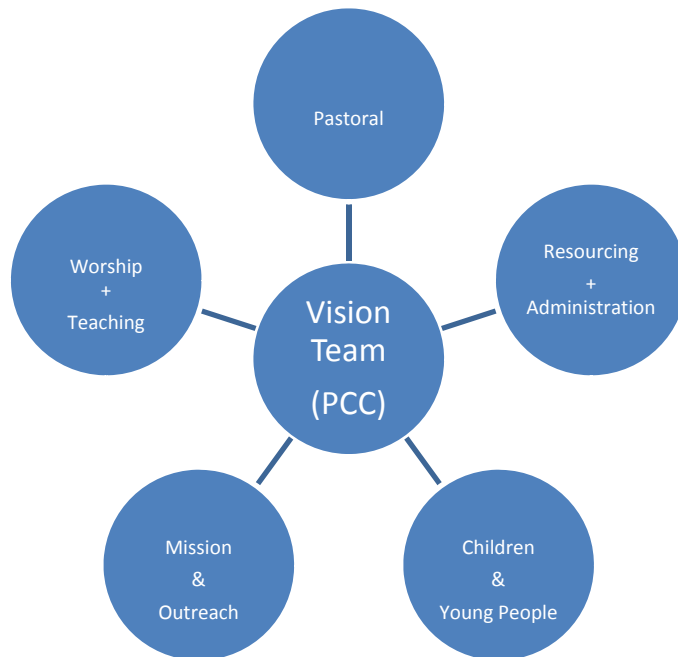 Pastoral
Worship
+
Teaching
Resourcing
+
Administration
Vision
Team
(PCC)
Mission
&
Outreach
Children
&
Young People